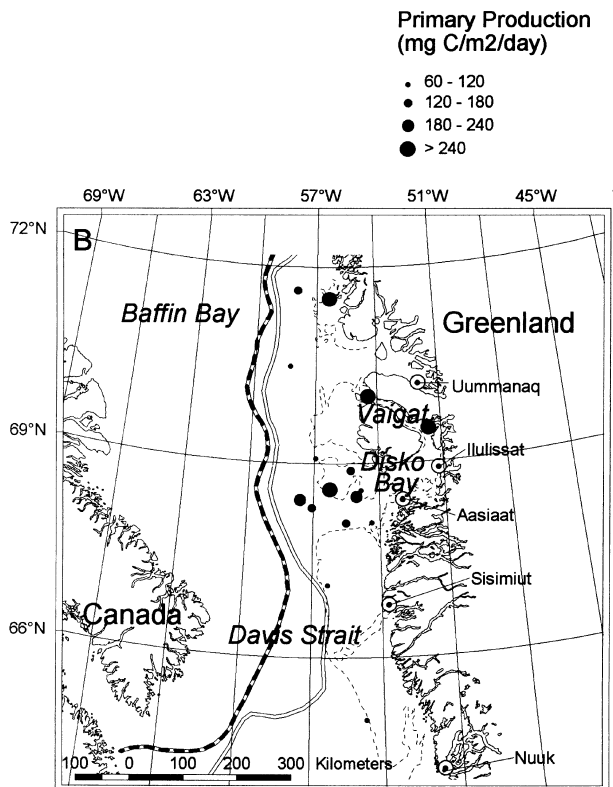 Primary Production
(mg C/m2/day)
60 - 120
120 - 180
180 - 240
> 240
69°W 63°W 57°W 51°W 45°W
72°N
B
Baffin Bay
Greenland
Uummanaq
Vaigat
69°N
Ilulissat
Disko
Bay
Aasiaat
Sisimiut
Canada
66°N
Davis Strait
Nuuk
100 0 100 200 300 Kilometers